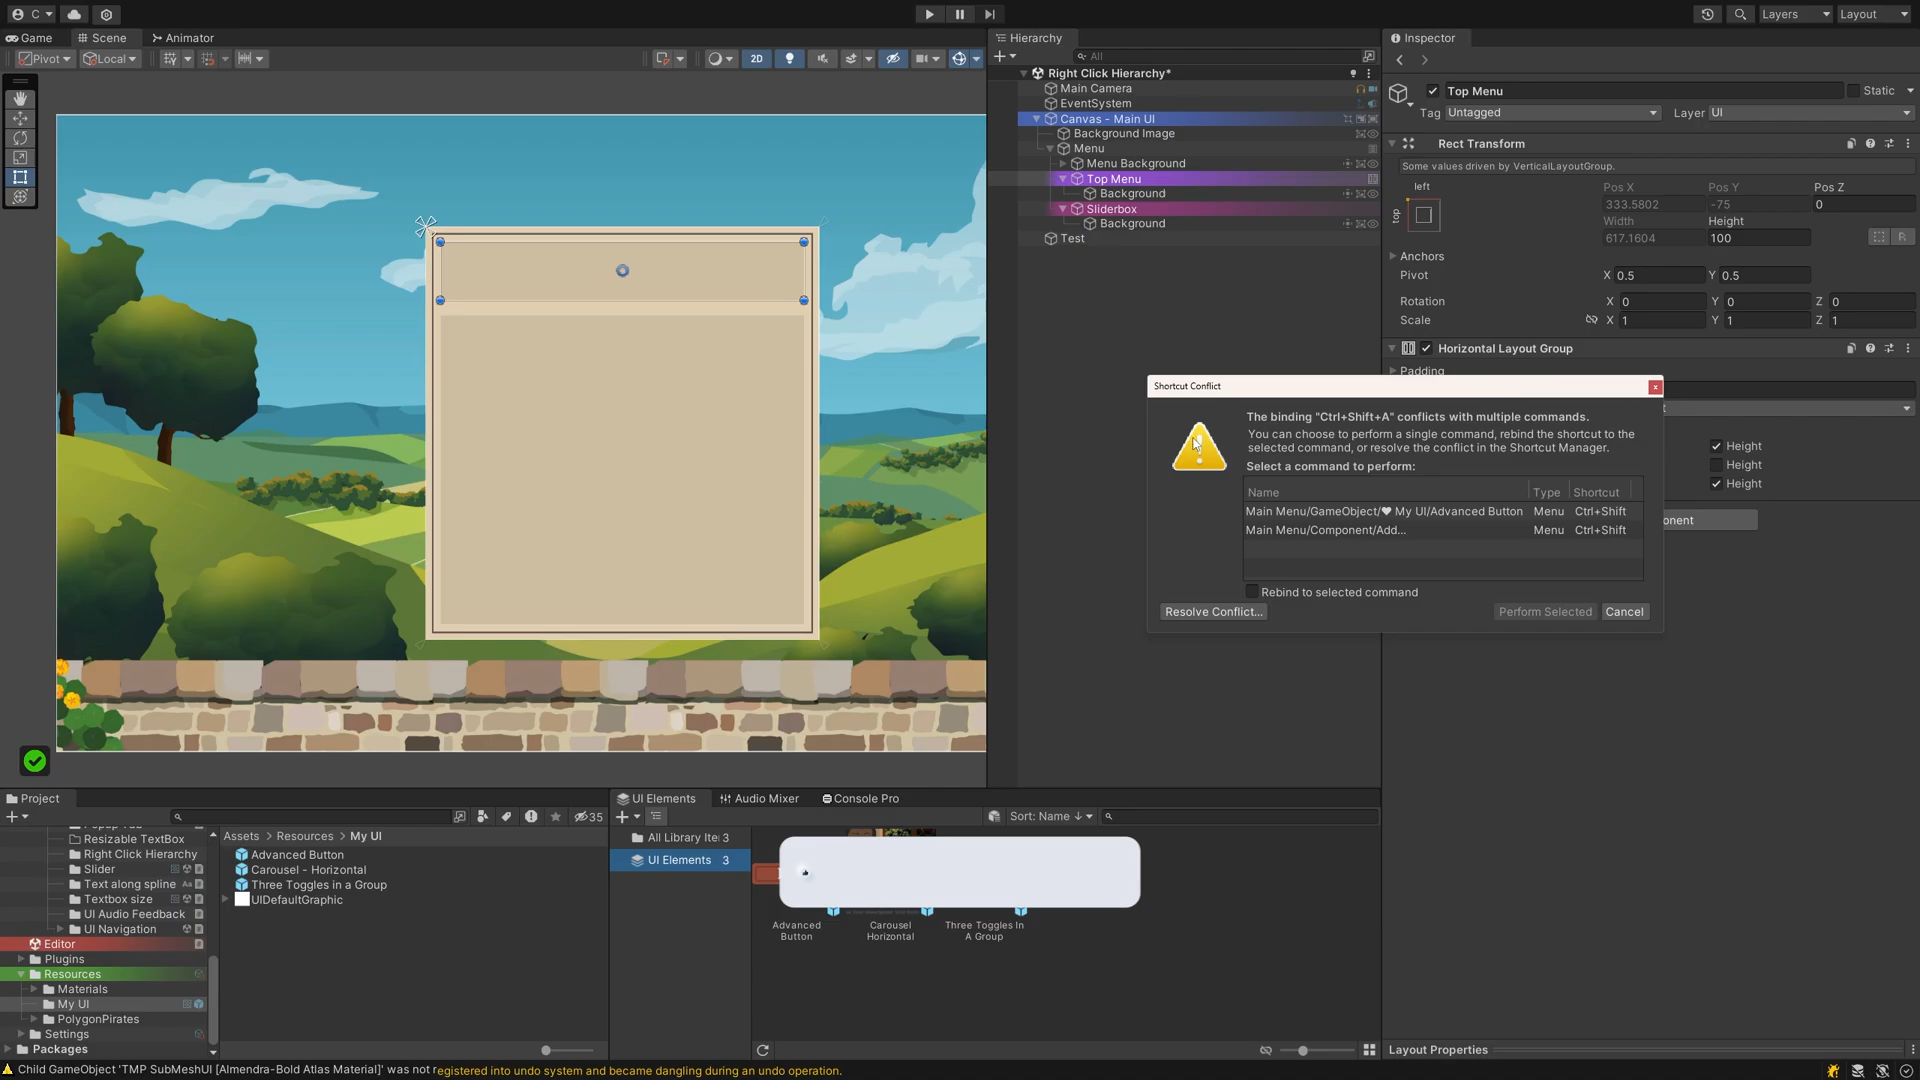 C
Layers
Layout
Game
Scene
Animator
Hierarchy
Inspector
Pivot
Local
2D
All
Right Click Hierarchy*
Main Camera
EventSystem
Canvas - Main UI
Background Image
Menu
Menu Background
Top Menu
Background
Sliderbox
Background
Test
Top Menu
Static
Tag Untagged
Layer UI
Rect Transform
Some values driven by VerticalLayoutGroup.
left
top
Pos X Pos Y Pos Z
333.5802 -75 0
Width Height
617.1604 100
R
Anchors
Pivot X 0.5 Y 0.5
Rotation X 0 Y 0 Z 0
Scale X 1 Y 1 Z 1
Horizontal Layout Group
Padding
Height
Height
Height
onent
Shortcut Conflict
The binding "Ctrl+Shift+A" conflicts with multiple commands.
You can choose to perform a single command, rebind the shortcut to the
selected command, or resolve the conflict in the Shortcut Manager.
Select a command to perform:
Name Type Shortcut
Main Menu/GameObject/♥ My UI/Advanced Button Menu Ctrl+Shift
Main Menu/Component/Add... Menu Ctrl+Shift
Rebind to selected command
Resolve Conflict... Perform Selected Cancel
Project
35
Resizable TextBox
Right Click Hierarchy
Slider
Text along spline
Textbox size
UI Audio Feedback
UI Navigation
Editor
Plugins
Resources
Materials
My UI
PolygonPirates
Settings
Packages
Assets > Resources > My UI
Advanced Button
Carousel - Horizontal
Three Toggles in a Group
UIDefaultGraphic
UI Elements
Audio Mixer
Console Pro
Sort: Name
All Library Ite 3
UI Elements 3
Advanced
Button
Carousel
Horizontal
Three Toggles In
A Group
Layout Properties
Child GameObject 'TMP SubMeshUI [Almendra-Bold Atlas Material]' was not registered into undo system and became dangling during an undo operation.